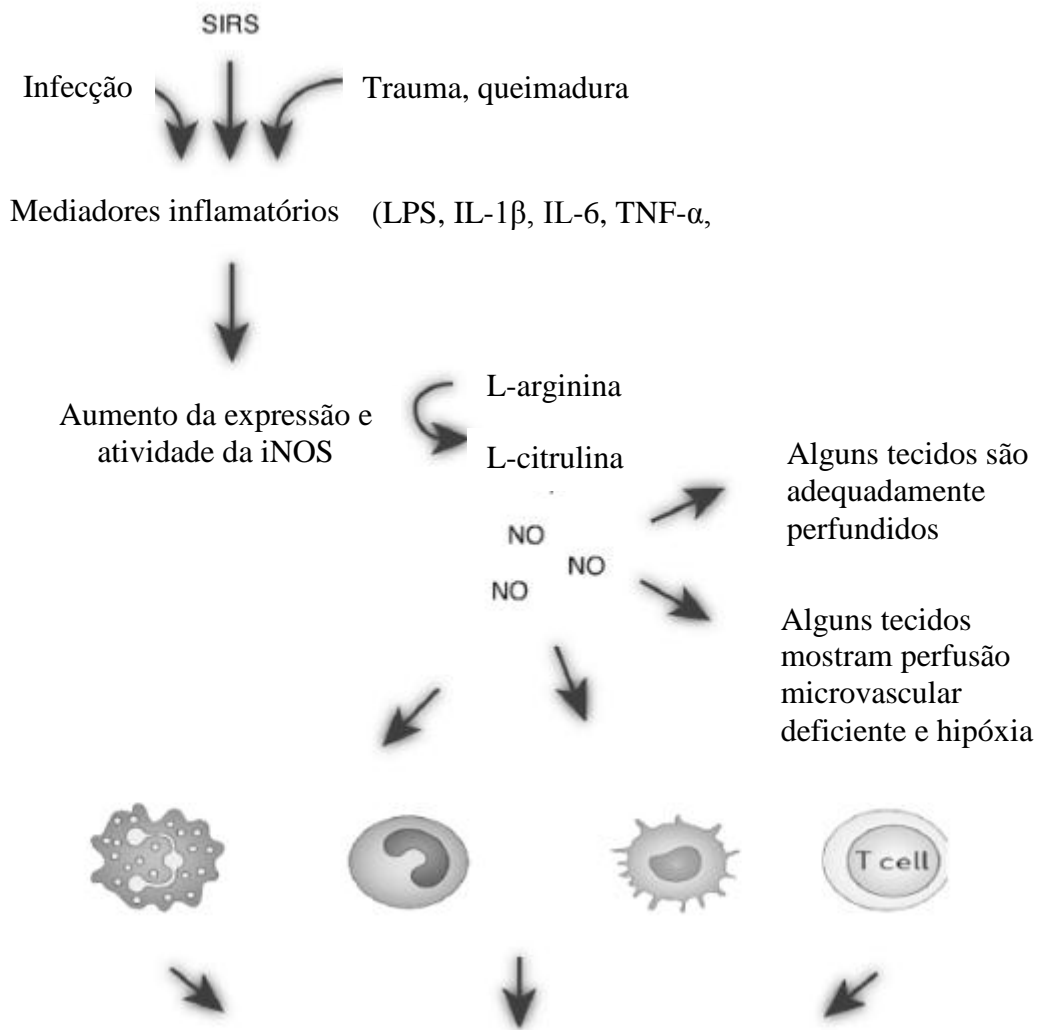 SIRS
Infecção
Trauma, queimadura
Mediadores inflamatórios
(LPS, IL-1β, IL-6, TNF-α,
L-arginina
Aumento da expressão e
atividade da iNOS
L-citrulina
Alguns tecidos são
adequadamente
perfundidos
NO
NO
NO
Alguns tecidos
mostram perfusão
microvascular
deficiente e hipóxia
T cell